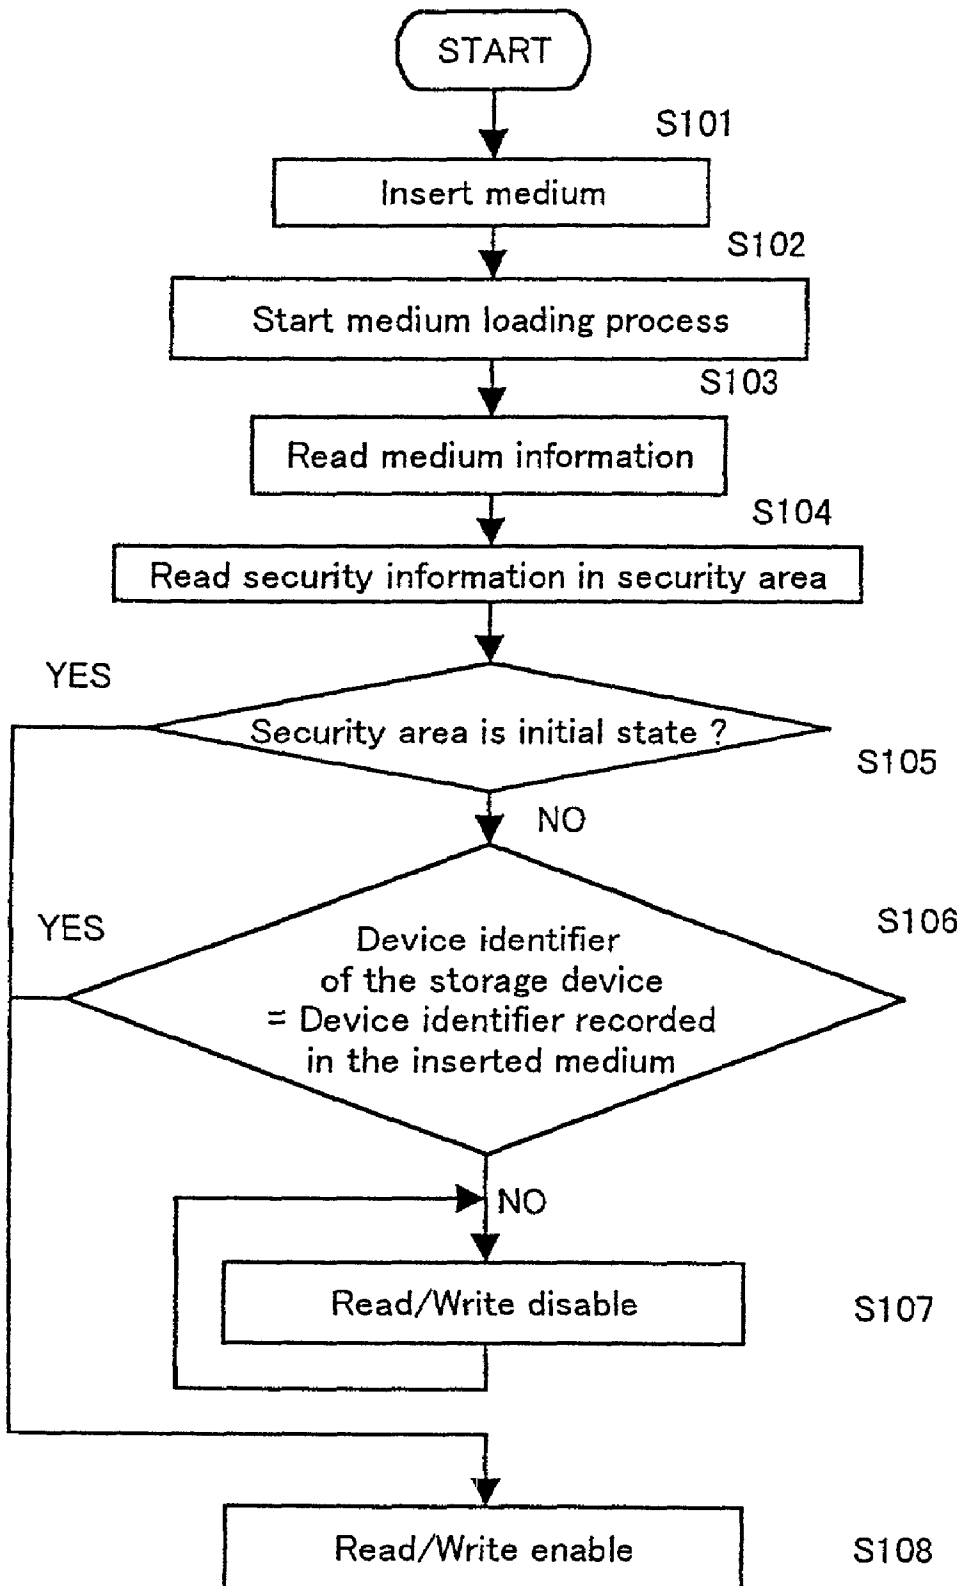 START
S101
Insert medium
S102
Start medium loading process
S103
Read medium information
S104
Read security information in security area
YES
Security area is initial state ?
S105
NO
YES
S106
Device identifier
of the storage device
= Device identifier recorded
in the inserted medium
NO
Read/Write disable
S107
Read/Write enable
S108